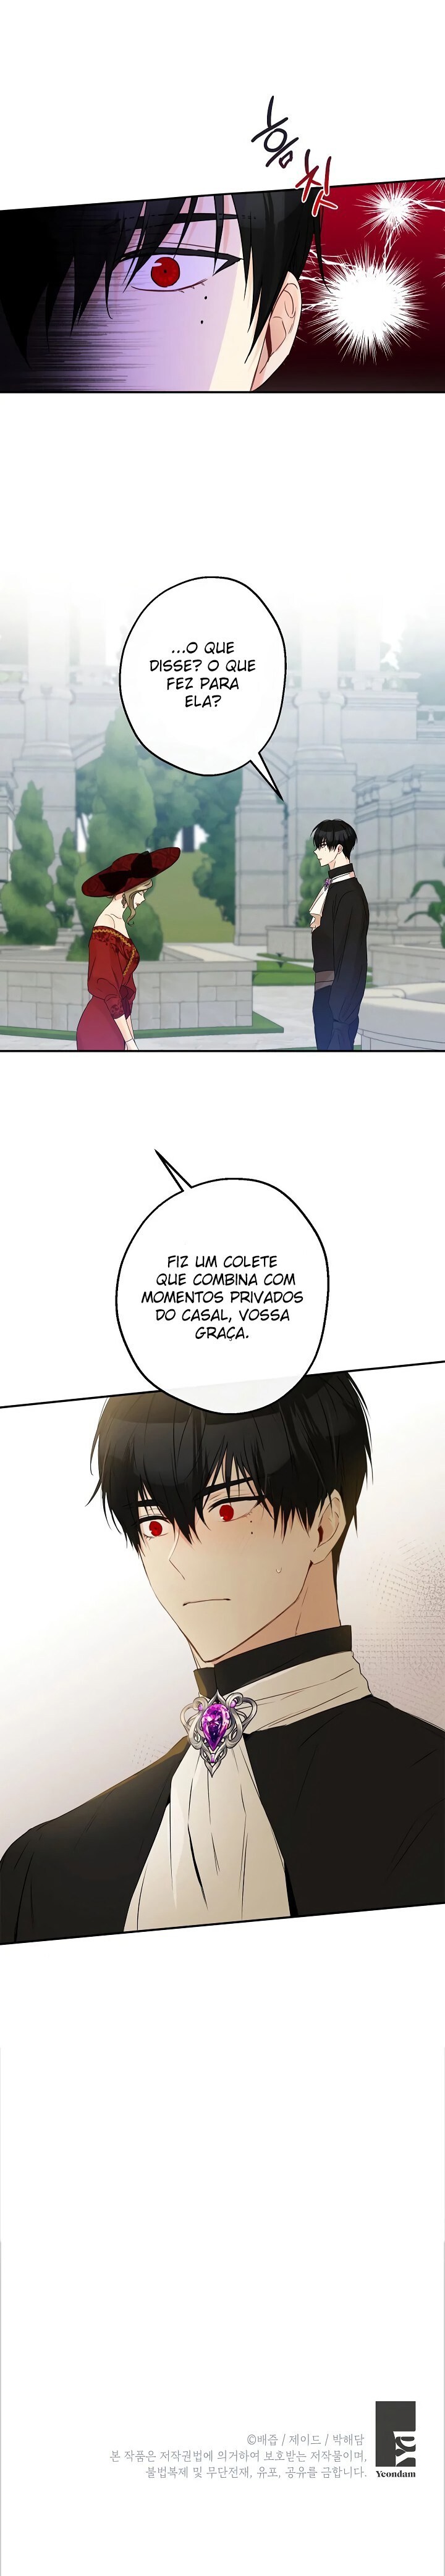 흠칫
...O QUE
DISSE? O QUE
FEZ PARA
ELA?
FIZ UM COLETE
QUE COMBINA COM
MOMENTOS PRIVADOS
DO CASAL, VOSSA
GRAÇA.
©배즙 / 제이드 / 박해담
본 작품은 저작권법에 의거하여 보호받는 저작물이며,
불법복제 및 무단전재, 유포, 공유를 금합니다.
Ya
Yeondam